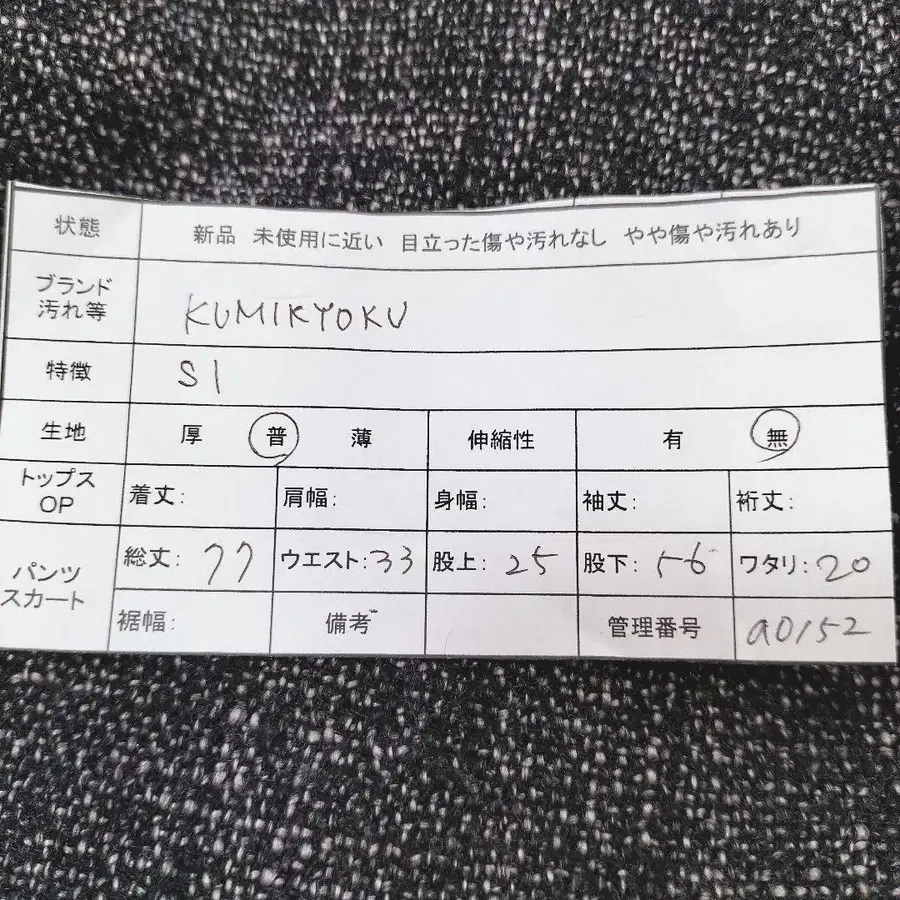 状態 新品 未使用に近い 目立った傷や汚れなし やや傷や汚れあり
ブランド
汚れ等 KUMIKYOKU
特徴 S1
生地 厚 普 薄 伸縮性 有 無
トップス
OP 着丈: 肩幅: 身幅: 袖丈: 裄丈:
パンツ
スカート 総丈: 77 ウエスト: 33 股上: 25 股下: 56 ワタリ: 20
裾幅: 備考 管理番号 a0152